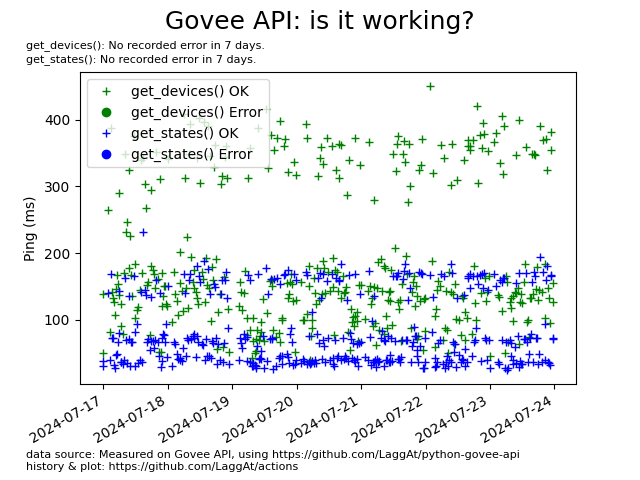 Govee API: is it working?
get_devices(): No recorded error in 7 days.
get_states(): No recorded error in 7 days.
get_devices() OK
get_devices() Error
get_states() OK
get_states() Error
400
300
200
100
Ping (ms)
2024-07-17
2024-07-18
2024-07-19
2024-07-20
2024-07-21
2024-07-22
2024-07-23
2024-07-24
data source: Measured on Govee API, using https://github.com/LaggAt/python-govee-api
history & plot: https://github.com/LaggAt/actions